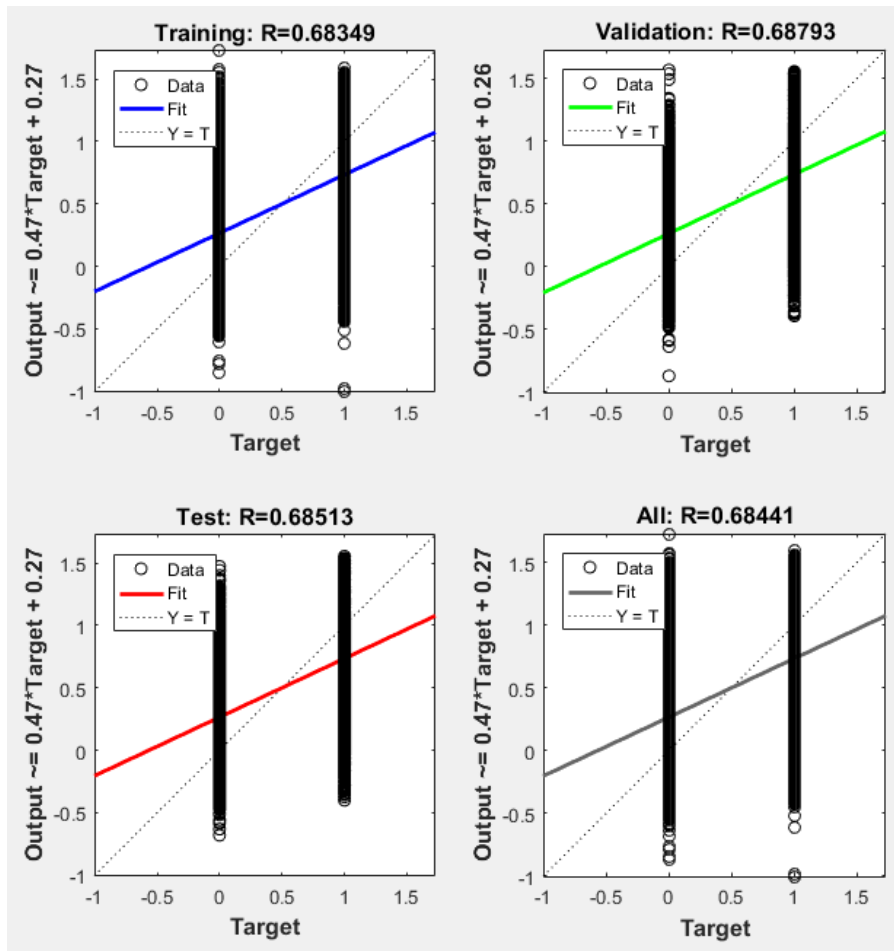 Training: R=0.68349
Output ~= 0.47*Target + 0.27
1.5
1
0.5
0
-0.5
-1
Data
Fit
Y = T
-1 -0.5 0 0.5 1 1.5
Target
Validation: R=0.68793
Output ~= 0.47*Target + 0.26
1.5
1
0.5
0
-0.5
-1
Data
Fit
Y = T
-1 -0.5 0 0.5 1 1.5
Target
Test: R=0.68513
Output ~= 0.47*Target + 0.27
1.5
1
0.5
0
-0.5
-1
Data
Fit
Y = T
-1 -0.5 0 0.5 1 1.5
Target
All: R=0.68441
Output ~= 0.47*Target + 0.27
1.5
1
0.5
0
-0.5
-1
Data
Fit
Y = T
-1 -0.5 0 0.5 1 1.5
Target